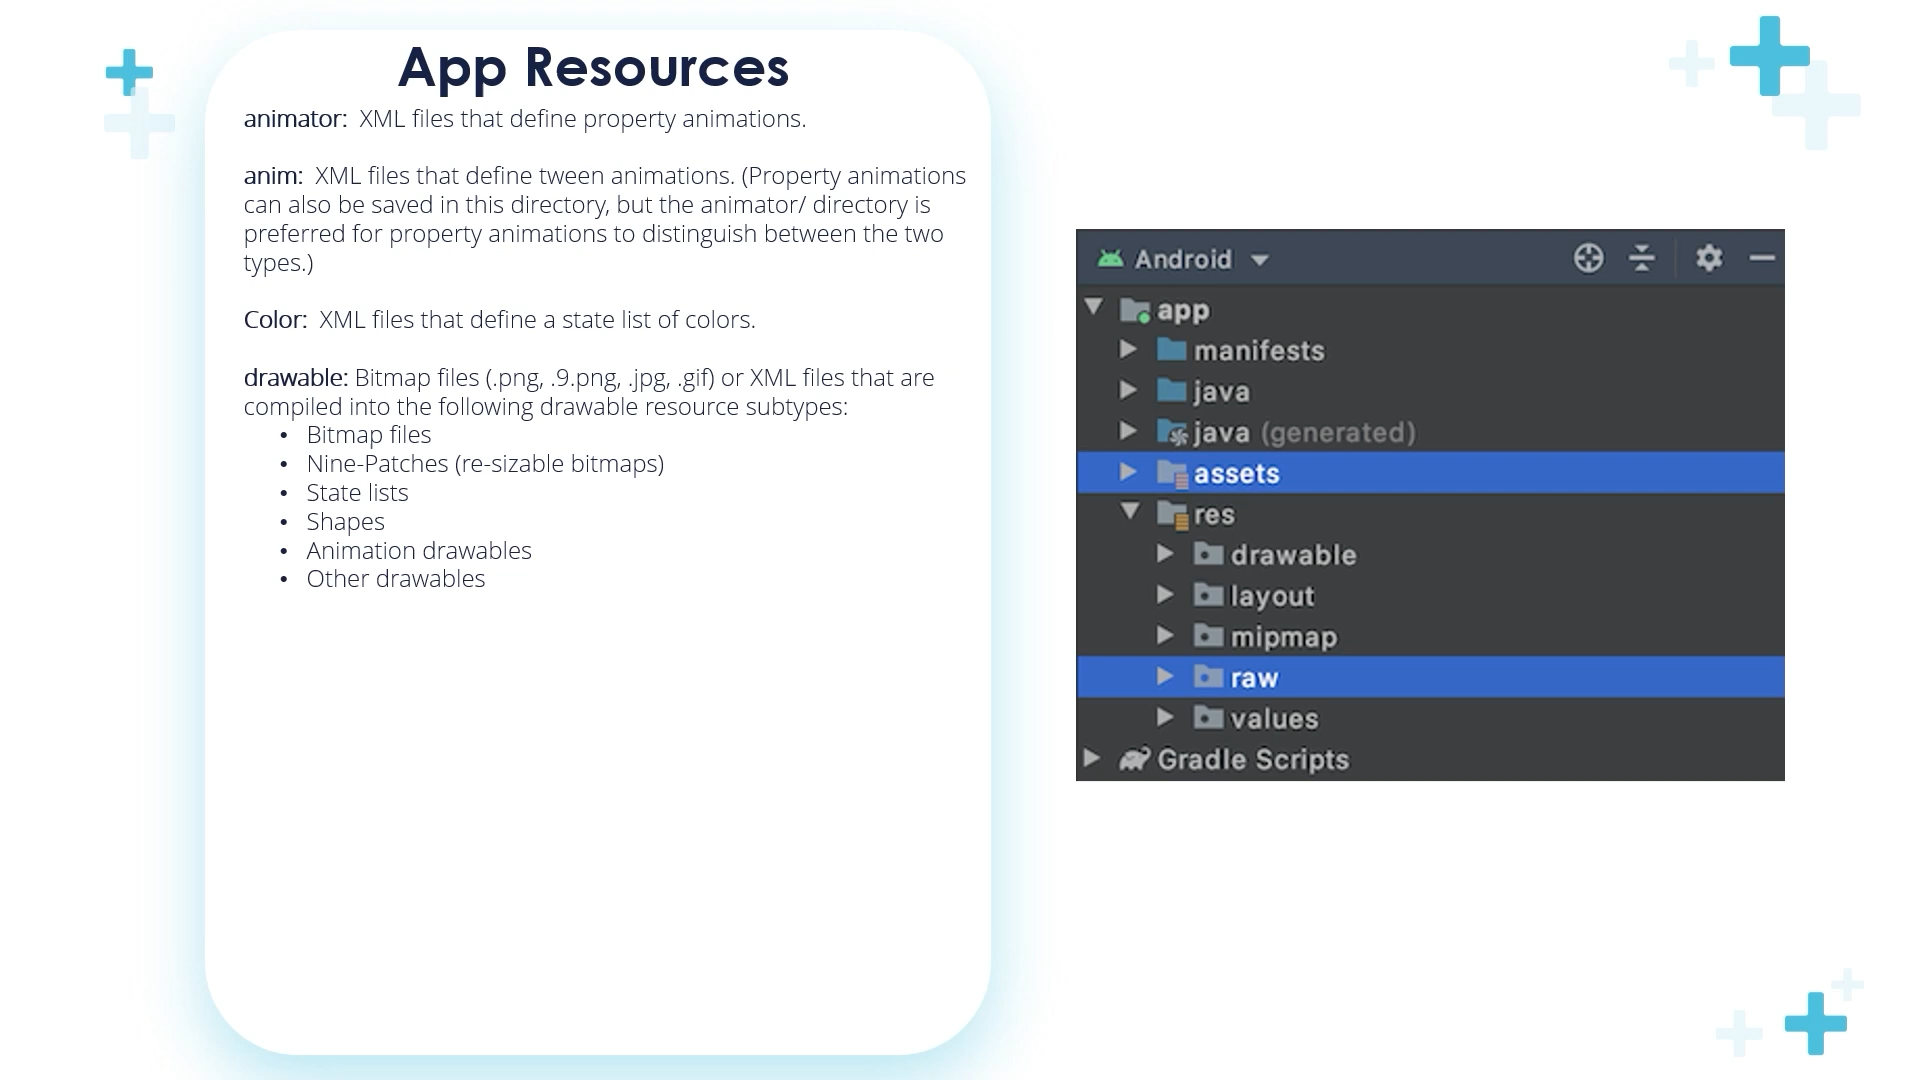 App Resources
animator: XML files that define property animations.
anim: XML files that define tween animations. (Property animations
can also be saved in this directory, but the animator/ directory is
preferred for property animations to distinguish between the two
types.)
Color: XML files that define a state list of colors.
drawable: Bitmap files (.png, .9.png, .jpg, .gif) or XML files that are
compiled into the following drawable resource subtypes:
• Bitmap files
• Nine-Patches (re-sizable bitmaps)
• State lists
• Shapes
• Animation drawables
• Other drawables
Android
app
manifests
java
java (generated)
assets
res
drawable
layout
mipmap
raw
values
Gradle Scripts